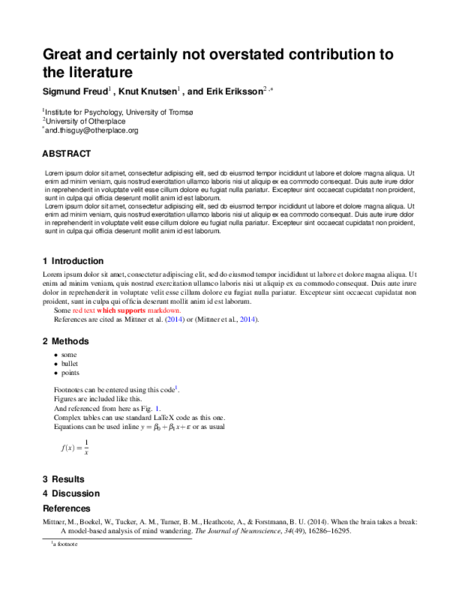 Great and certainly not overstated contribution to
the literature
Sigmund Freud1 , Knut Knutsen1 , and Erik Eriksson2 ,*
1Institute for Psychology, University of Tromsø
2University of Otherplace
*and.thisguy@otherplace.org
ABSTRACT
Lorem ipsum dolor sit amet, consectetur adipiscing elit, sed do eiusmod tempor incididunt ut labore et dolore magna aliqua. Ut
enim ad minim veniam, quis nostrud exercitation ullamco laboris nisi ut aliquip ex ea commodo consequat. Duis aute irure dolor
in reprehenderit in voluptate velit esse cillum dolore eu fugiat nulla pariatur. Excepteur sint occaecat cupidatat non proident,
sunt in culpa qui officia deserunt mollit anim id est laborum.
Lorem ipsum dolor sit amet, consectetur adipiscing elit, sed do eiusmod tempor incididunt ut labore et dolore magna aliqua. Ut
enim ad minim veniam, quis nostrud exercitation ullamco laboris nisi ut aliquip ex ea commodo consequat. Duis aute irure dolor
in reprehenderit in voluptate velit esse cillum dolore eu fugiat nulla pariatur. Excepteur sint occaecat cupidatat non proident,
sunt in culpa qui officia deserunt mollit anim id est laborum.
1 Introduction
Lorem ipsum dolor sit amet, consectetur adipiscing elit, sed do eiusmod tempor incididunt ut labore et dolore magna aliqua. Ut
enim ad minim veniam, quis nostrud exercitation ullamco laboris nisi ut aliquip ex ea commodo consequat. Duis aute irure
dolor in reprehenderit in voluptate velit esse cillum dolore eu fugiat nulla pariatur. Excepteur sint occaecat cupidatat non
proident, sunt in culpa qui officia deserunt mollit anim id est laborum.
Some red text which supports markdown.
References are cited as Mittner et al. (2014) or (Mittner et al., 2014).
2 Methods
• some
• bullet
• points
Footnotes can be entered using this code1.
Figures are included like this.
And referenced from here as Fig. 1.
Complex tables can use standard LaTeX code as this one.
Equations can be used inline y = β0 + β1x + ε or as usual
f(x) = 1/x
3 Results
4 Discussion
References
Mittner, M., Boekel, W., Tucker, A. M., Turner, B. M., Heathcote, A., & Forstmann, B. U. (2014). When the brain takes a break:
A model-based analysis of mind wandering. The Journal of Neuroscience, 34(49), 16286–16295.
1a footnote